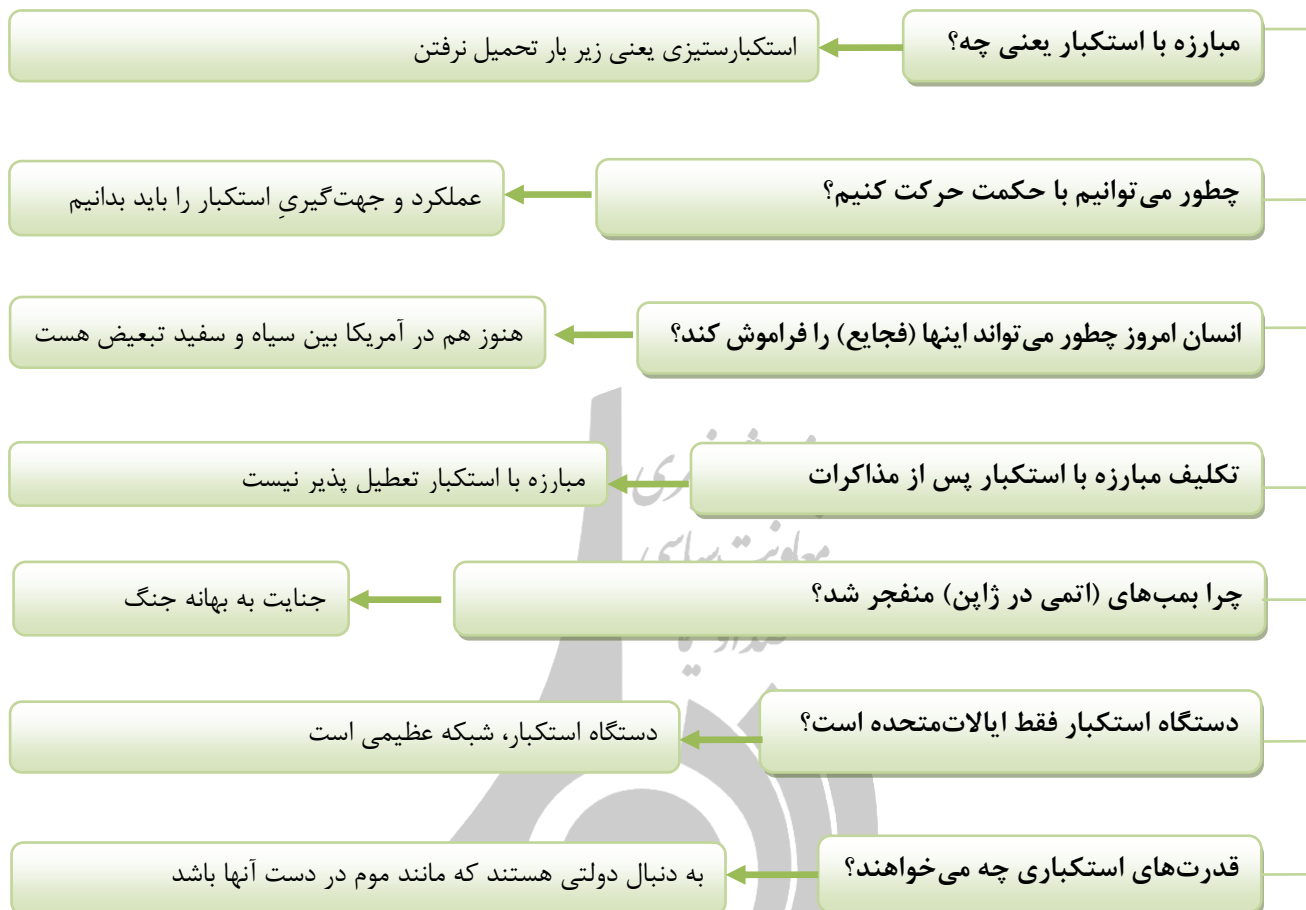 مبارزه با استکبار یعنی چه؟
استکبارستیزی یعنی زیر بار تحمیل نرفتن
چطور می‌توانیم با حکمت حرکت کنیم؟
عملکرد و جهت‌گیریِ استکبار را باید بدانیم
انسان امروز چطور می‌تواند اینها (فجایع) را فراموش کند؟
هنوز هم در آمریکا بین سیاه و سفید تبعیض هست
تکلیف مبارزه با استکبار پس از مذاکرات
مبارزه با استکبار تعطیل پذیر نیست
معاونت سیاسی
چرا بمب‌های (اتمی در ژاپن) منفجر شد؟
جنایت به بهانه جنگ
دستگاه استکبار فقط ایالات‌متحده است؟
دستگاه استکبار، شبکه عظیمی است
قدرت‌های استکباری چه می‌خواهند؟
به دنبال دولتی هستند که مانند موم در دست آنها باشد